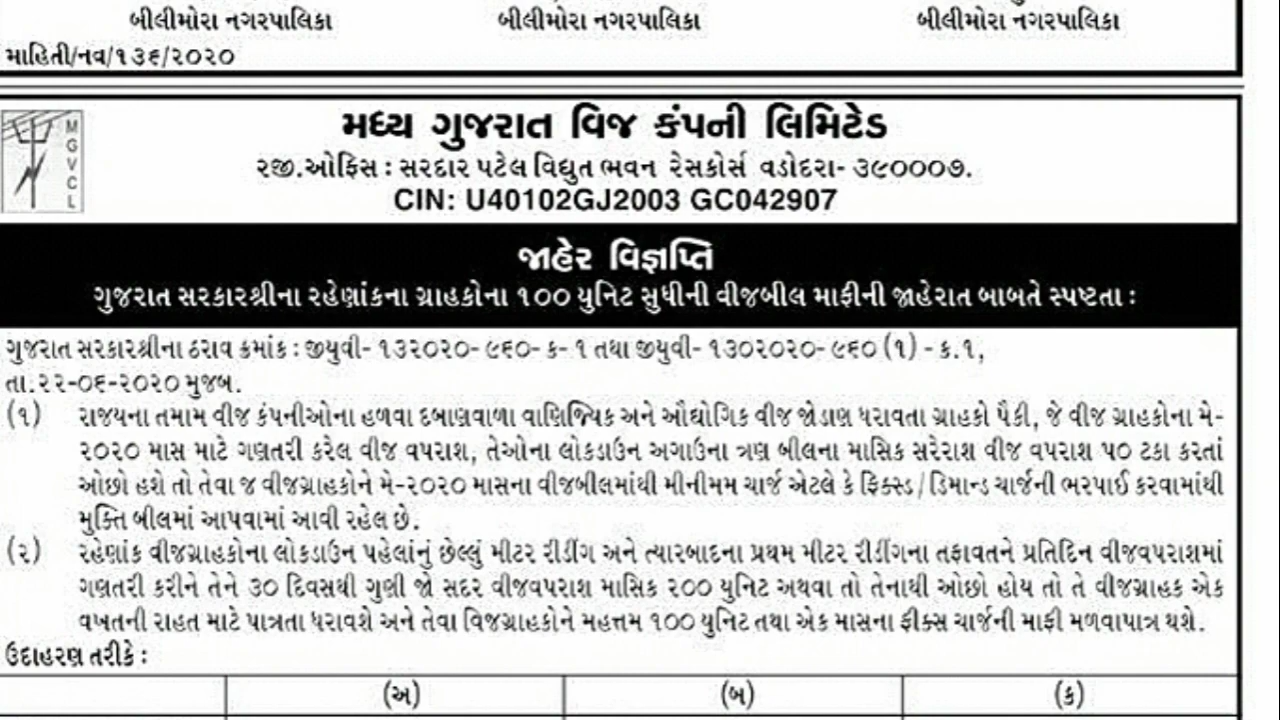 બીલીમોરા નગરપાલિકા બીલીમોરા નગરપાલિકા બીલીમોરા નગરપાલિકા
માહિતી/નવ/૧૩૬/૨૦૨૦
MGVCL
મધ્ય ગુજરાત વિજ કંપની લિમિટેડ
રજી.ઓફિસ : સરદાર પટેલ વિદ્યુત ભવન રેસકોર્સ વડોદરા- ૩૯૦૦૦૭.
CIN: U40102GJ2003 GC042907
જાહેર વિજ્ઞપ્તિ
ગુજરાત સરકારશ્રીના રહેણાંકના ગ્રાહકોના ૧૦૦ યુનિટ સુધીની વીજબીલ માફીની જાહેરાત બાબતે સ્પષ્ટતા :
ગુજરાત સરકારશ્રીના ઠરાવ ક્રમાંક : જીયુવી- ૧૩૨૦૨૦- ૯૬૦- ક- ૧ તથા જીયુવી- ૧૩૦૨૦૨૦- ૯૬૦ (૧) - ક.૧,
તા.૨૨-૦૬-૨૦૨૦ મુજબ.
(૧) રાજયના તમામ વીજ કંપનીઓના હળવા દબાણવાળા વાણિજ્યિક અને ઔદ્યોગિક વીજ જોડાણ ધરાવતા ગ્રાહકો પૈકી, જે વીજ ગ્રાહકોના મે-
૨૦૨૦ માસ માટે ગણતરી કરેલ વીજ વપરાશ, તેઓના લોકડાઉન અગાઉના ત્રણ બીલના માસિક સરેરાશ વીજ વપરાશ ૫૦ ટકા કરતાં
ઓછો હશે તો તેવા જ વીજગ્રાહકોને મે-૨૦૨૦ માસના વીજબીલમાંથી મીનીમમ ચાર્જ એટલે કે ફિક્સ્ડ / ડિમાન્ડ ચાર્જની ભરપાઈ કરવામાંથી
મુક્તિ બીલમાં આપવામાં આવી રહેલ છે.
(૨) રહેણાંક વીજગ્રાહકોના લોકડાઉન પહેલાંનું છેલ્લું મીટર રીડીંગ અને ત્યારબાદના પ્રથમ મીટર રીડીંગના તફાવતને પ્રતિદિન વીજવપરાશમાં
ગણતરી કરીને તેને ૩૦ દિવસથી ગુણી જો સદર વીજવપરાશ માસિક ૨૦૦ યુનિટ અથવા તો તેનાથી ઓછો હોય તો તે વીજગ્રાહક એક
વખતની રાહત માટે પાત્રતા ધરાવશે અને તેવા વિજગ્રાહકોને મહત્તમ ૧૦૦ યુનિટ તથા એક માસના ફીક્સ ચાર્જની માફી મળવાપાત્ર થશે.
ઉદાહરણ તરીકે :
(અ) (બ) (ક)